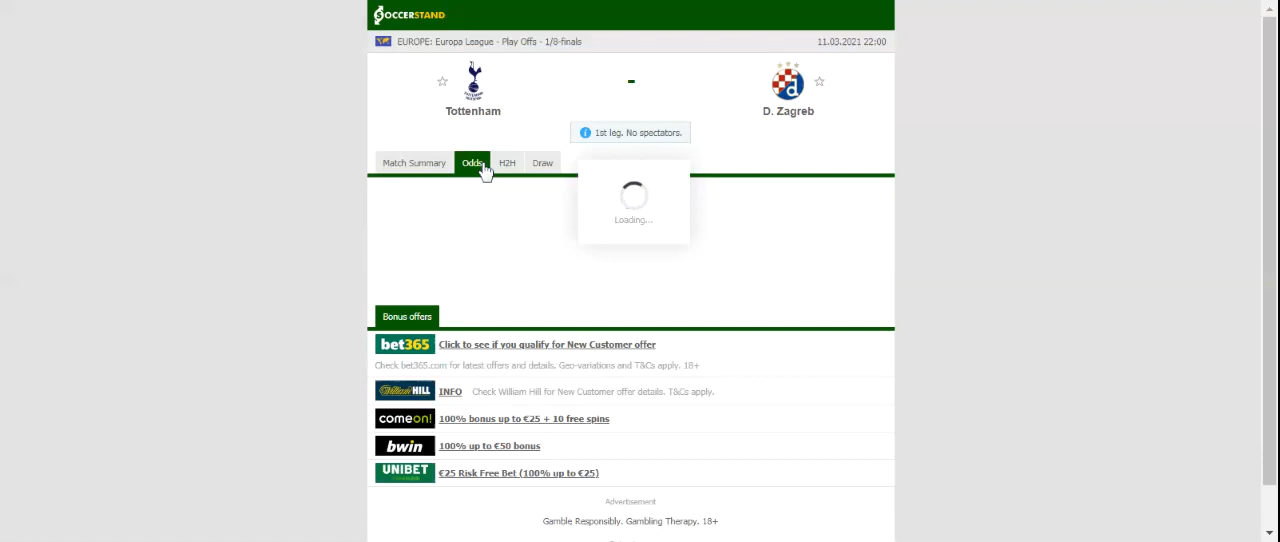 SOCCERSTAND
EUROPE: Europa League - Play Offs - 1/8-finals 11.03.2021 22:00
-
Tottenham D. Zagreb
1st leg. No spectators.
Match Summary Odds H2H Draw
Loading...
Bonus offers
bet365 Click to see if you qualify for New Customer offer
Check bet365.com for latest offers and details. Geo-variations and T&Cs apply. 18+
William HILL INFO Check William Hill for New Customer offer details. T&Cs apply.
comeon! 100% bonus up to €25 + 10 free spins
bwin 100% up to €50 bonus
UNIBET €25 Risk Free Bet (100% up to €25)
Advertisement
Gamble Responsibly. Gambling Therapy. 18+